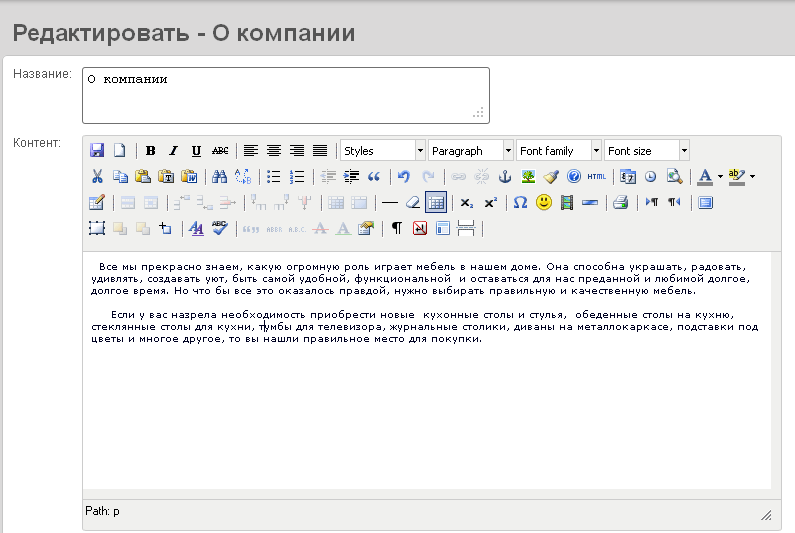 Редактировать - О компании
Название:
О компании
Контент:
B I U ABC Styles Paragraph Font family Font size
HTML
Все мы прекрасно знаем, какую огромную роль играет мебель в нашем доме. Она способна украшать, радовать,
удивлять, создавать уют, быть самой удобной, функциональной и оставаться для нас преданной и любимой долгое,
долгое время. Но что бы все это оказалось правдой, нужно выбирать правильную и качественную мебель.
Если у вас назрела необходимость приобрести новые кухонные столы и стулья, обеденные столы на кухню,
стеклянные столы для кухни, тумбы для телевизора, журнальные столики, диваны на металлокаркасе, подставки под
цветы и многое другое, то вы нашли правильное место для покупки.
Path: p